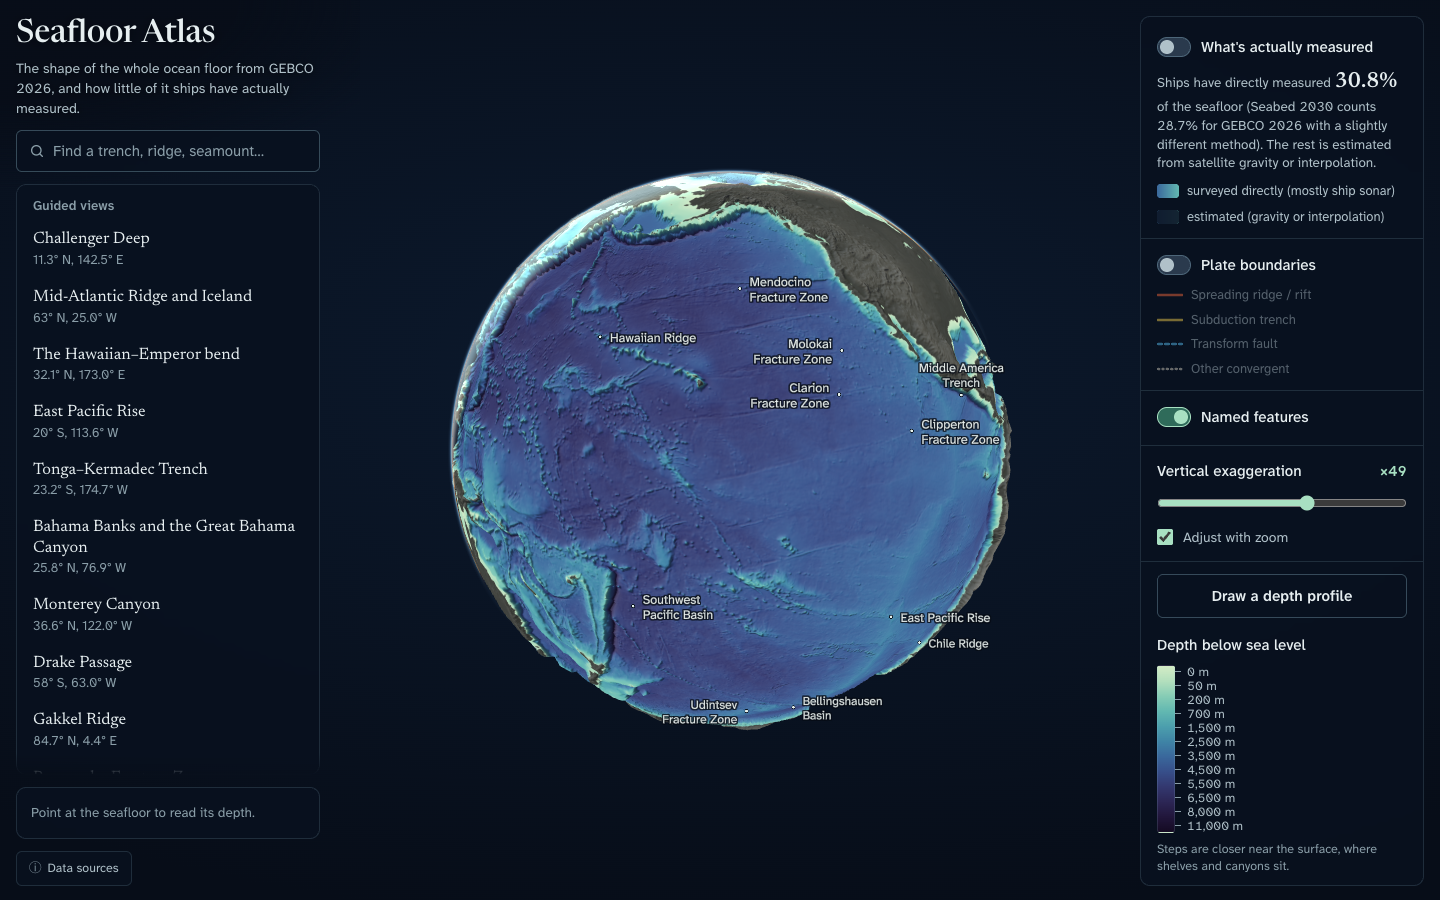 Seafloor Atlas
The shape of the whole ocean floor from GEBCO
2026, and how little of it ships have actually
measured.
Find a trench, ridge, seamount...
Guided views
Challenger Deep
11.3° N, 142.5° E
Mid-Atlantic Ridge and Iceland
63° N, 25.0° W
The Hawaiian–Emperor bend
32.1° N, 173.0° E
East Pacific Rise
20° S, 113.6° W
Tonga–Kermadec Trench
23.2° S, 174.7° W
Bahama Banks and the Great Bahama
Canyon
25.8° N, 76.9° W
Monterey Canyon
36.6° N, 122.0° W
Drake Passage
58° S, 63.0° W
Gakkel Ridge
84.7° N, 4.4° E
Point at the seafloor to read its depth.
Data sources
Mendocino
Fracture Zone
Hawaiian Ridge
Molokai
Fracture Zone
Middle America
Trench
Clarion
Fracture Zone
Clipperton
Fracture Zone
Southwest
Pacific Basin
East Pacific Rise
Chile Ridge
Udintsev
Fracture Zone
Bellingshausen
Basin
What's actually measured
Ships have directly measured 30.8%
of the seafloor (Seabed 2030 counts
28.7% for GEBCO 2026 with a slightly
different method). The rest is estimated
from satellite gravity or interpolation.
surveyed directly (mostly ship sonar)
estimated (gravity or interpolation)
Plate boundaries
Spreading ridge / rift
Subduction trench
Transform fault
Other convergent
Named features
Vertical exaggeration ×49
Adjust with zoom
Draw a depth profile
Depth below sea level
0 m
50 m
200 m
700 m
1,500 m
2,500 m
3,500 m
4,500 m
5,500 m
6,500 m
8,000 m
11,000 m
Steps are closer near the surface, where
shelves and canyons sit.